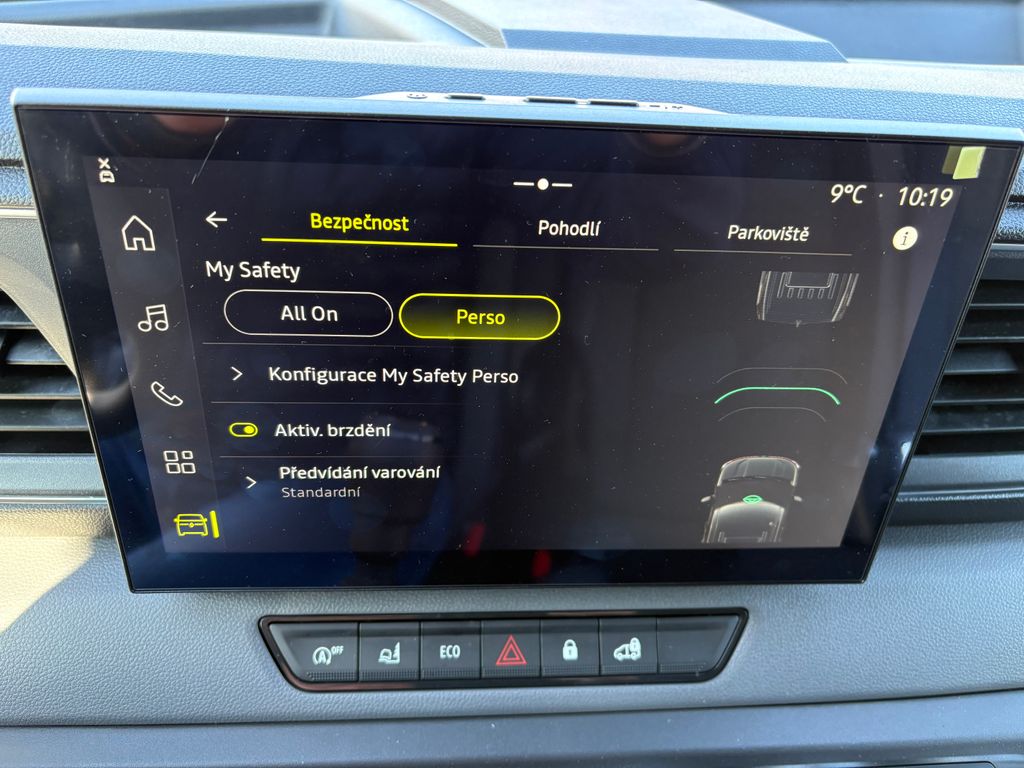 9°C · 10:19
Bezpečnost
Pohodlí
Parkoviště
My Safety
All On
Perso
Konfigurace My Safety Perso
Aktiv. brzdění
Předvídání varování
Standardní
A OFF
ECO